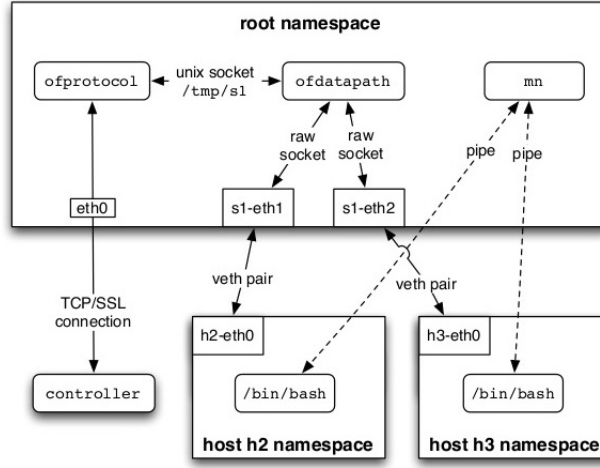 root namespace
ofprotocol
unix socket
/tmp/s1
ofdatapath
mn
raw
socket
raw
socket
pipe
pipe
eth0
s1-eth1
s1-eth2
veth pair
veth pair
TCP/SSL
connection
h2-eth0
h3-eth0
controller
/bin/bash
/bin/bash
host h2 namespace
host h3 namespace